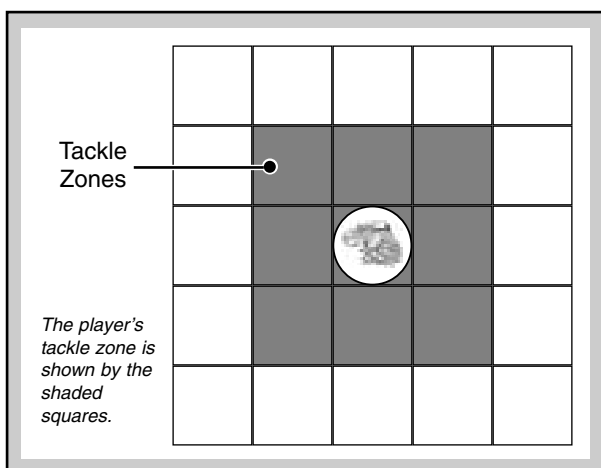 Tackle
Zones
The player’s
tackle zone is
shown by the
shaded
squares.